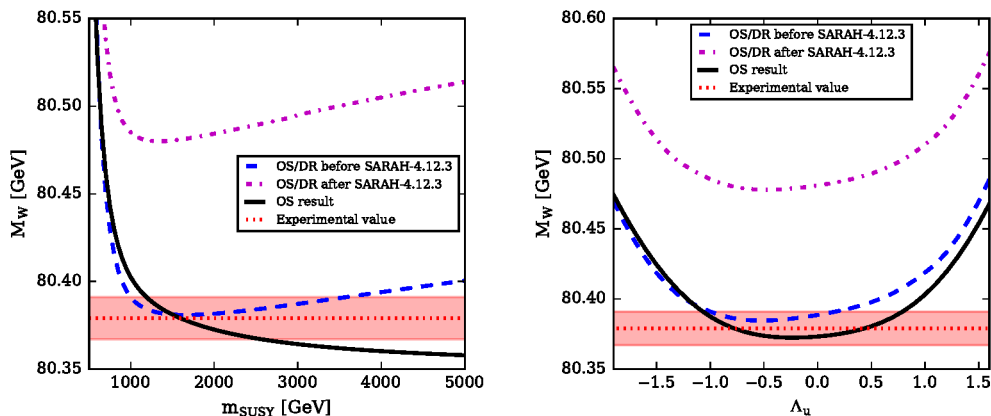 80.55
80.50
80.45
80.40
80.35
M_W [GeV]
OS/DR before SARAH-4.12.3
OS/DR after SARAH-4.12.3
OS result
Experimental value
1000 2000 3000 4000 5000
m_SUSY [GeV]
80.60
80.55
80.50
80.45
80.40
80.35
M_W [GeV]
OS/DR before SARAH-4.12.3
OS/DR after SARAH-4.12.3
OS result
Experimental value
−1.5 −1.0 −0.5 0.0 0.5 1.0 1.5
Λ_u